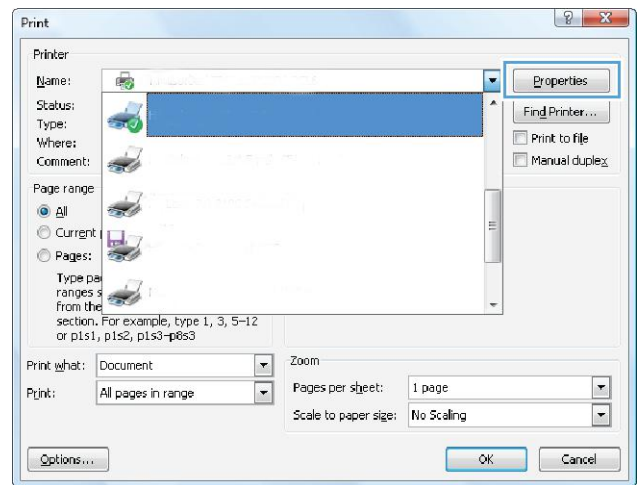 Print
Printer
Name:
Properties
Status:
Find Printer...
Type:
Print to file
Where:
Comment:
Manual duplex
Page range
All
Current
Pages:
Type
ranges
from the
section. For example, type 1, 3, 5–12
or p1s1, p1s2, p1s3–p8s3
Print what: Document
Zoom
Print: All pages in range
Pages per sheet: 1 page
Scale to paper size: No Scaling
Options...
OK
Cancel